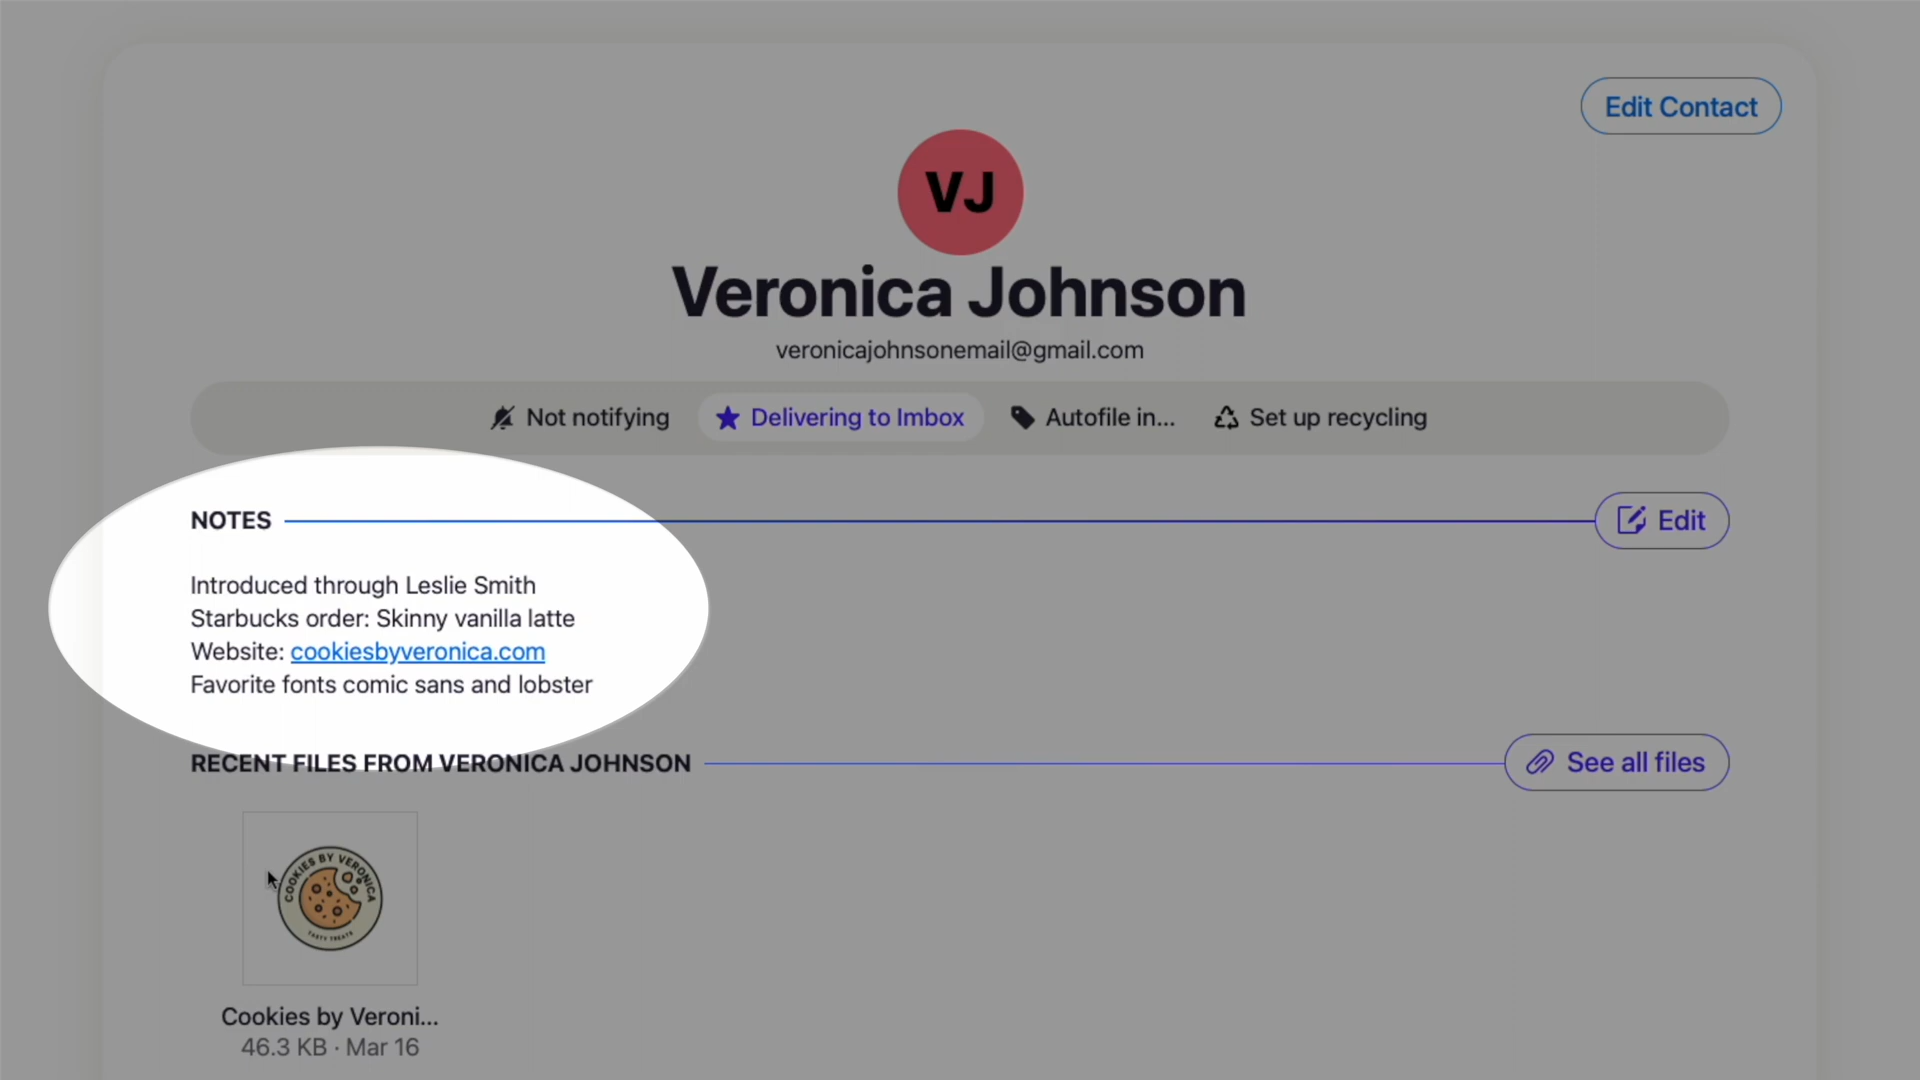 Edit Contact
VJ
Veronica Johnson
veronicajohnsonemail@gmail.com
Not notifying
Delivering to Imbox
Autofile in...
Set up recycling
NOTES
Edit
Introduced through Leslie Smith
Starbucks order: Skinny vanilla latte
Website: cookiesbyveronica.com
Favorite fonts comic sans and lobster
RECENT FILES FROM VERONICA JOHNSON
See all files
COOKIES BY VERONICA
TASTY TREATS
Cookies by Veroni...
46.3 KB · Mar 16